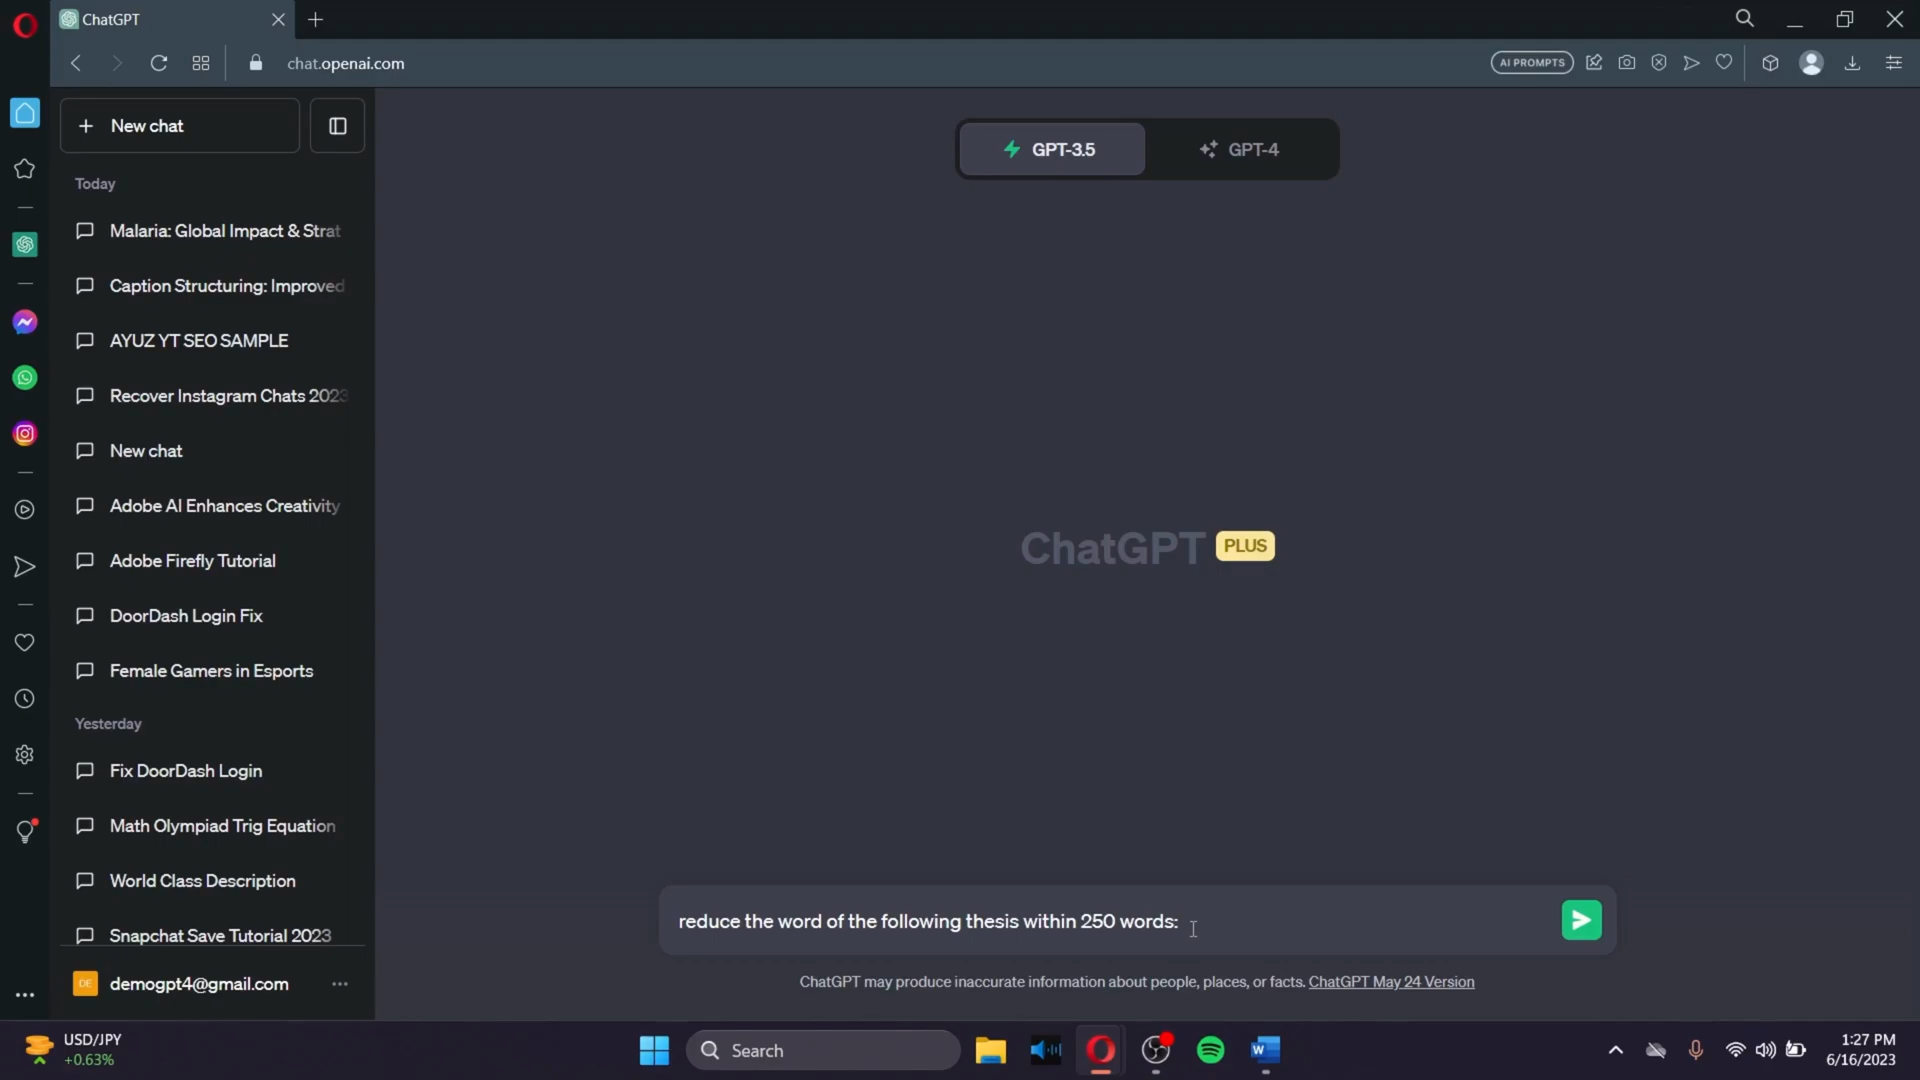 ChatGPT
chat.openai.com
AI PROMPTS
New chat
Today
Malaria: Global Impact & Strat
Caption Structuring: Improved
AYUZ YT SEO SAMPLE
Recover Instagram Chats 2023
New chat
Adobe AI Enhances Creativity
Adobe Firefly Tutorial
DoorDash Login Fix
Female Gamers in Esports
Yesterday
Fix DoorDash Login
Math Olympiad Trig Equation
World Class Description
Snapchat Save Tutorial 2023
DE demogpt4@gmail.com
GPT-3.5
GPT-4
ChatGPT PLUS
reduce the word of the following thesis within 250 words:
ChatGPT may produce inaccurate information about people, places, or facts. ChatGPT May 24 Version
USD/JPY
+0.63%
Search
W
1:27 PM
6/16/2023